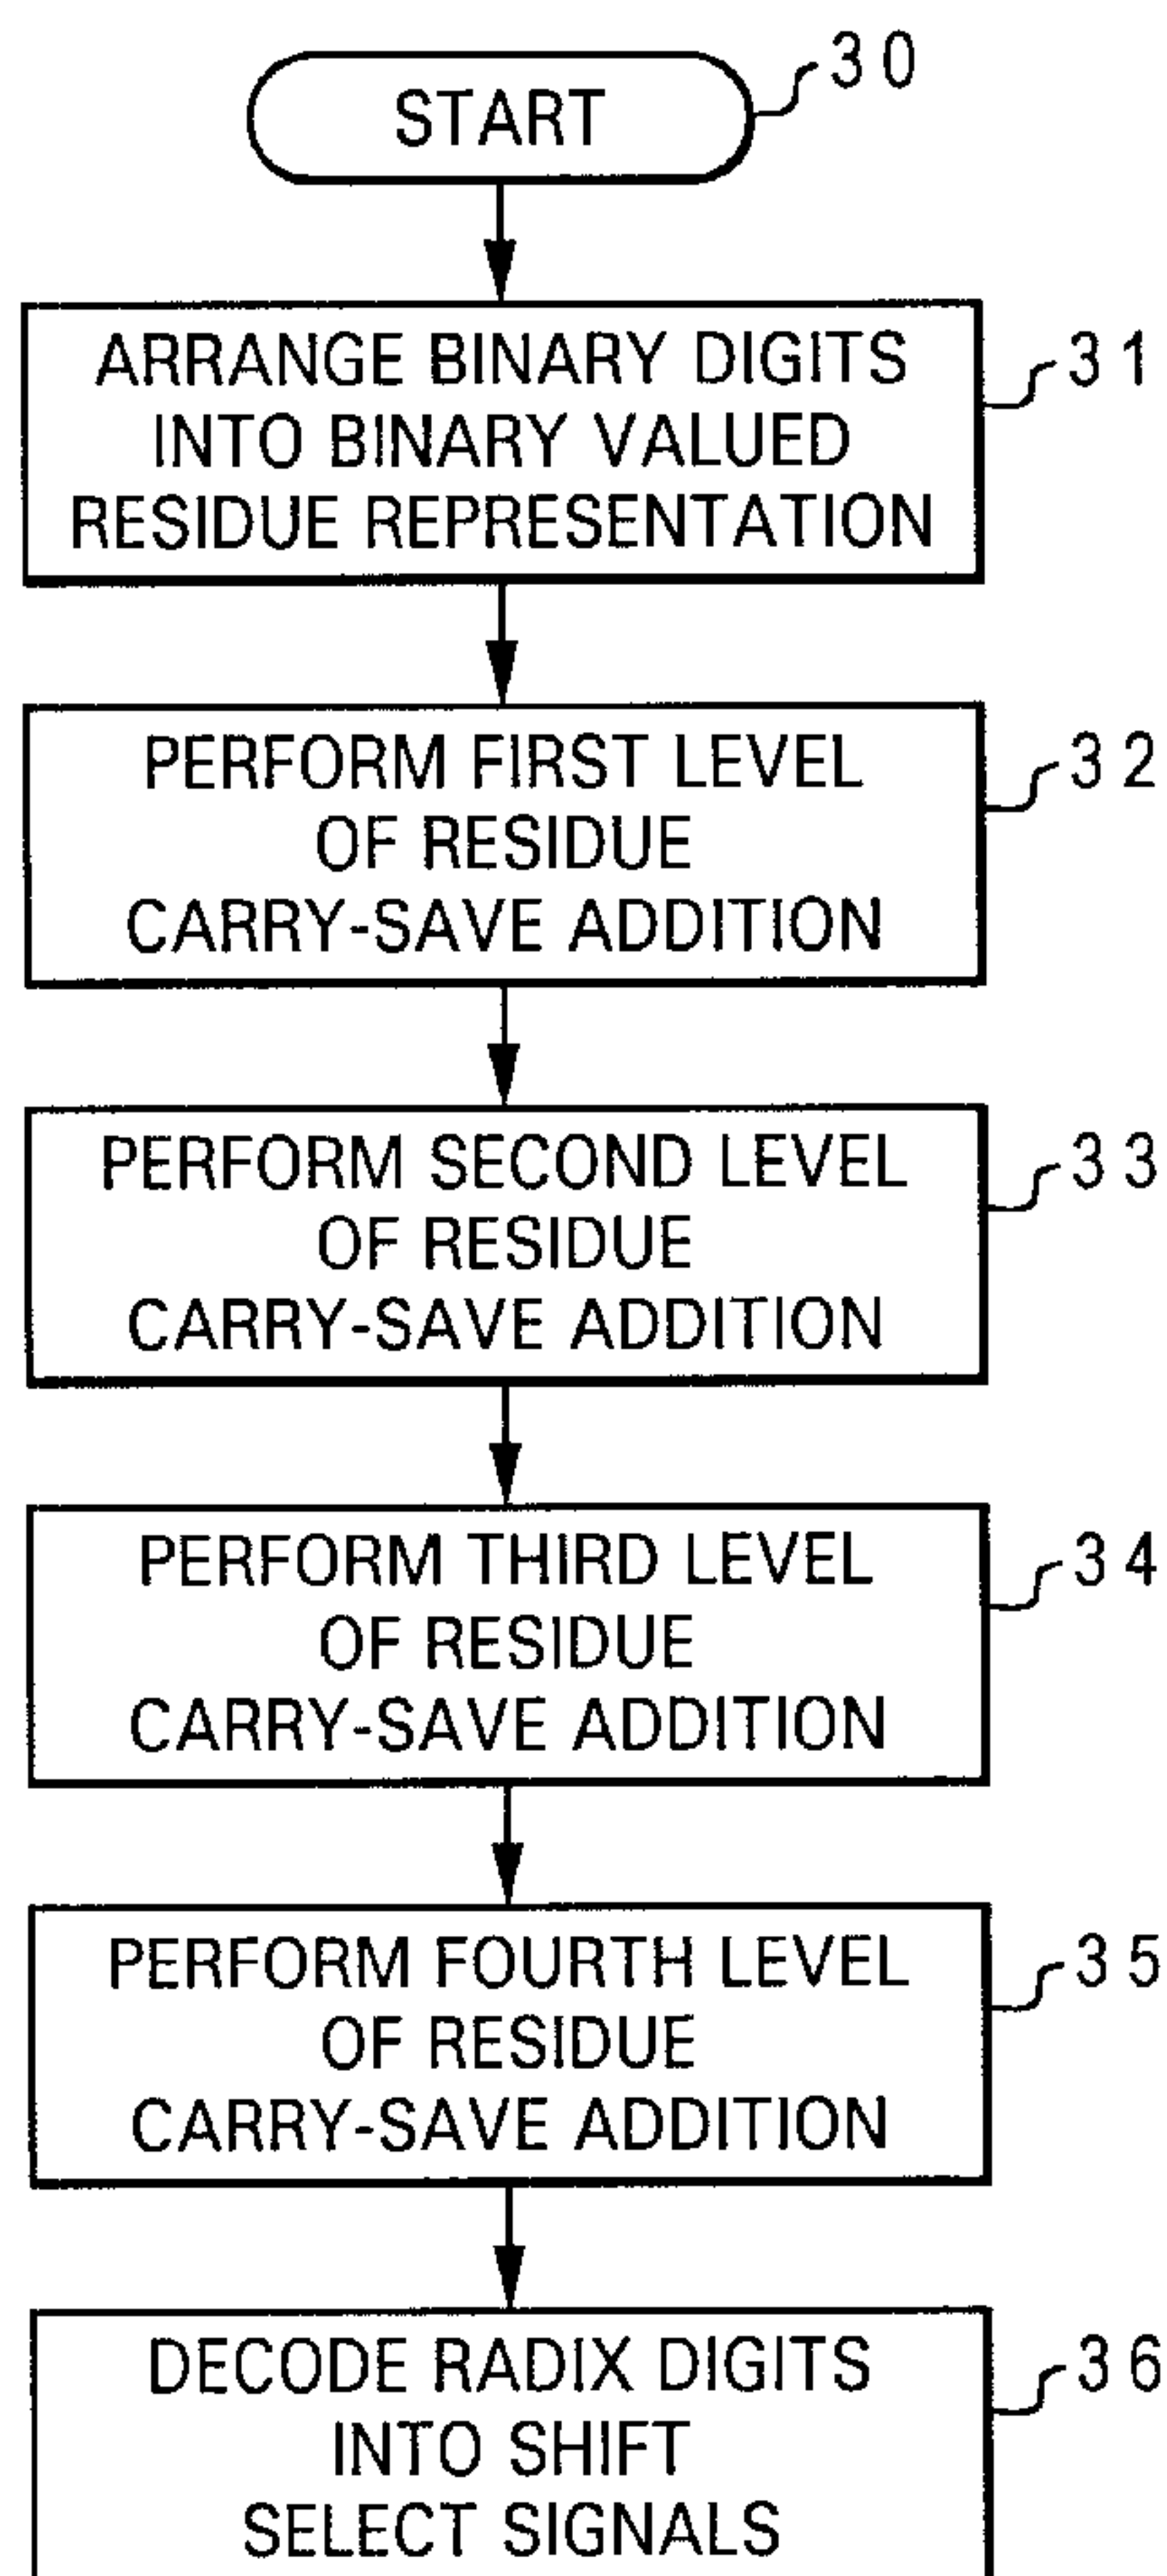 START
30
ARRANGE BINARY DIGITS
INTO BINARY VALUED
RESIDUE REPRESENTATION
31
PERFORM FIRST LEVEL
OF RESIDUE
CARRY-SAVE ADDITION
32
PERFORM SECOND LEVEL
OF RESIDUE
CARRY-SAVE ADDITION
33
PERFORM THIRD LEVEL
OF RESIDUE
CARRY-SAVE ADDITION
34
PERFORM FOURTH LEVEL
OF RESIDUE
CARRY-SAVE ADDITION
35
DECODE RADIX DIGITS
INTO SHIFT
SELECT SIGNALS
36